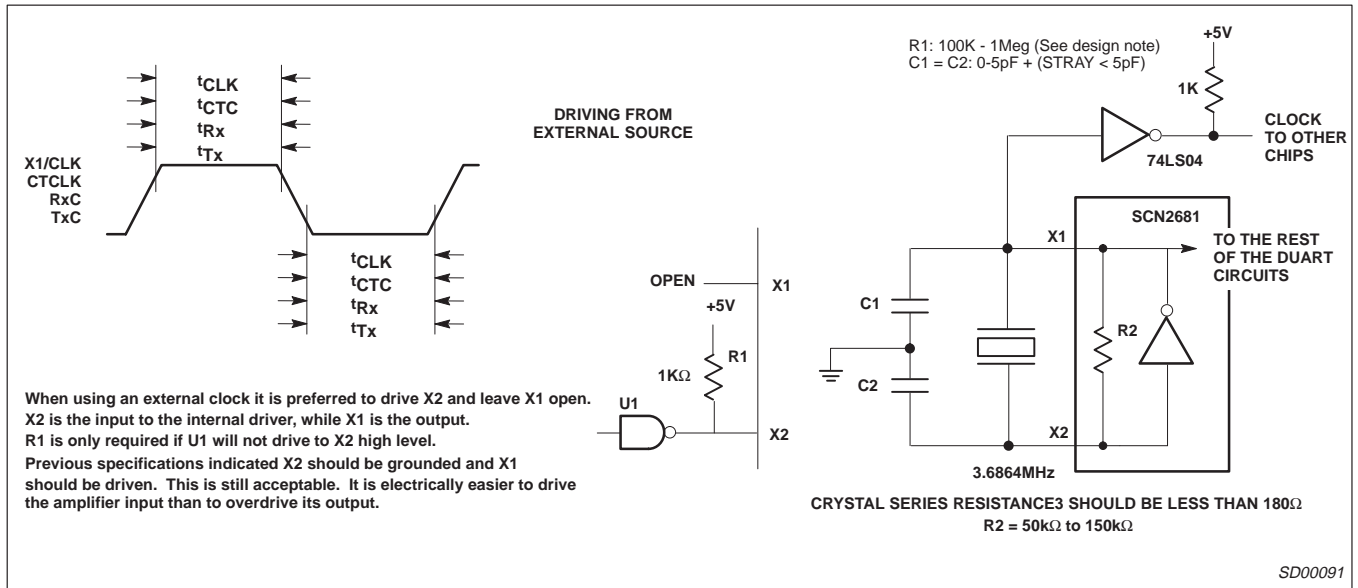 tCLK
tCTC
tRx
tTx
X1/CLK
CTCLK
RxC
TxC
tCLK
tCTC
tRx
tTx
When using an external clock it is preferred to drive X2 and leave X1 open.
X2 is the input to the internal driver, while X1 is the output.
R1 is only required if U1 will not drive to X2 high level.
Previous specifications indicated X2 should be grounded and X1
should be driven. This is still acceptable. It is electrically easier to drive
the amplifier input than to overdrive its output.
DRIVING FROM
EXTERNAL SOURCE
OPEN
X1
+5V
R1
1KΩ
U1
X2
R1: 100K - 1Meg (See design note)
C1 = C2: 0-5pF + (STRAY < 5pF)
+5V
1K
CLOCK
TO OTHER
CHIPS
74LS04
SCN2681
X1
TO THE REST
OF THE DUART
CIRCUITS
C1
R2
C2
X2
3.6864MHz
CRYSTAL SERIES RESISTANCE3 SHOULD BE LESS THAN 180Ω
R2 = 50kΩ to 150kΩ
SD00091